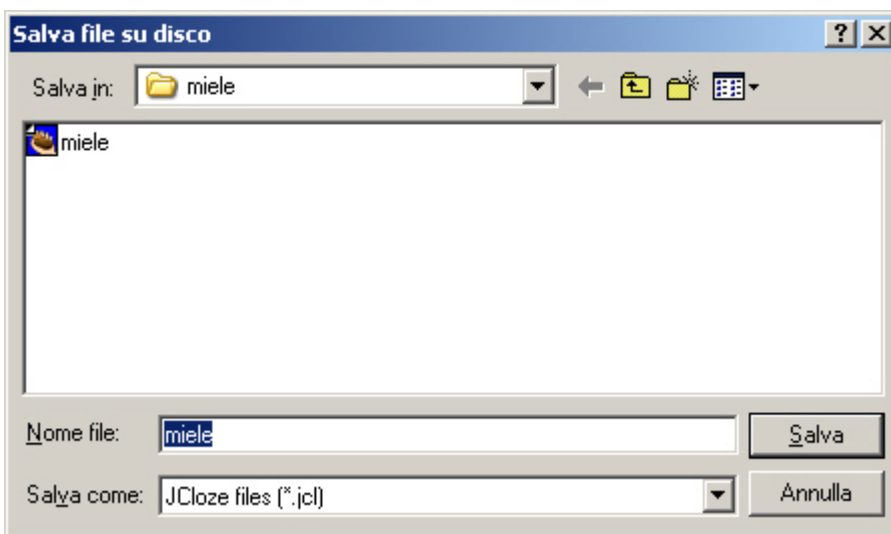 Salva file su disco
Salva in: miele
miele
Nome file: miele Salva
Salva come: JCloze files (*.jcl) Annulla